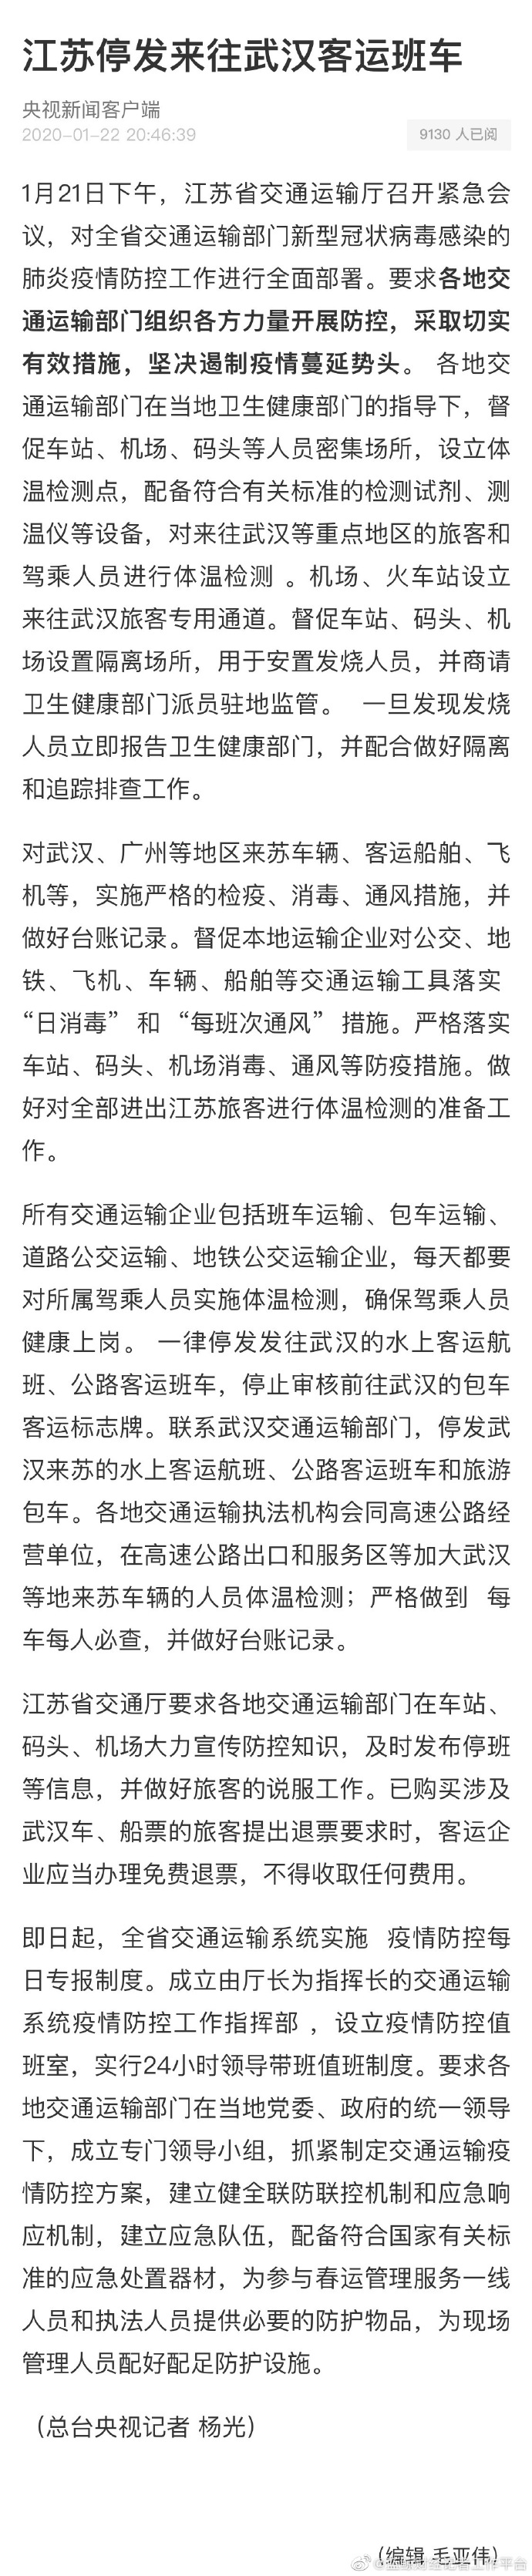 江苏停发来往武汉客运班车
央视新闻客户端
2020-01-22 20:46:39
9130 人已阅
1月21日下午，江苏省交通运输厅召开紧急会
议，对全省交通运输部门新型冠状病毒感染的
肺炎疫情防控工作进行全面部署。要求各地交
通运输部门组织各方力量开展防控，采取切实
有效措施，坚决遏制疫情蔓延势头。 各地交
通运输部门在当地卫生健康部门的指导下，督
促车站、机场、码头等人员密集场所，设立体
温检测点，配备符合有关标准的检测试剂、测
温仪等设备，对来往武汉等重点地区的旅客和
驾乘人员进行体温检测 。机场、火车站设立
来往武汉旅客专用通道。督促车站、码头、机
场设置隔离场所，用于安置发烧人员，并商请
卫生健康部门派员驻地监管。 一旦发现发烧
人员立即报告卫生健康部门，并配合做好隔离
和追踪排查工作。
对武汉、广州等地区来苏车辆、客运船舶、飞
机等，实施严格的检疫、消毒、通风措施，并
做好台账记录。督促本地运输企业对公交、地
铁、飞机、车辆、船舶等交通运输工具落实
“日消毒” 和 “每班次通风” 措施。严格落实
车站、码头、机场消毒、通风等防疫措施。做
好对全部进出江苏旅客进行体温检测的准备工
作。
所有交通运输企业包括班车运输、包车运输、
道路公交运输、地铁公交运输企业，每天都要
对所属驾乘人员实施体温检测，确保驾乘人员
健康上岗。 一律停发发往武汉的水上客运航
班、公路客运班车，停止审核前往武汉的包车
客运标志牌。联系武汉交通运输部门，停发武
汉来苏的水上客运航班、公路客运班车和旅游
包车。各地交通运输执法机构会同高速公路经
营单位，在高速公路出口和服务区等加大武汉
等地来苏车辆的人员体温检测；严格做到 每
车每人必查，并做好台账记录。
江苏省交通厅要求各地交通运输部门在车站、
码头、机场大力宣传防控知识，及时发布停班
等信息，并做好旅客的说服工作。已购买涉及
武汉车、船票的旅客提出退票要求时，客运企
业应当办理免费退票，不得收取任何费用。
即日起，全省交通运输系统实施 疫情防控每
日专报制度。成立由厅长为指挥长的交通运输
系统疫情防控工作指挥部 ，设立疫情防控值
班室，实行24小时领导带班值班制度。要求各
地交通运输部门在当地党委、政府的统一领导
下，成立专门领导小组，抓紧制定交通运输疫
情防控方案，建立健全联防联控机制和应急响
应机制，建立应急队伍，配备符合国家有关标
准的应急处置器材，为参与春运管理服务一线
人员和执法人员提供必要的防护物品，为现场
管理人员配好配足防护设施。
（总台央视记者 杨光）
(编辑 毛亚伟)